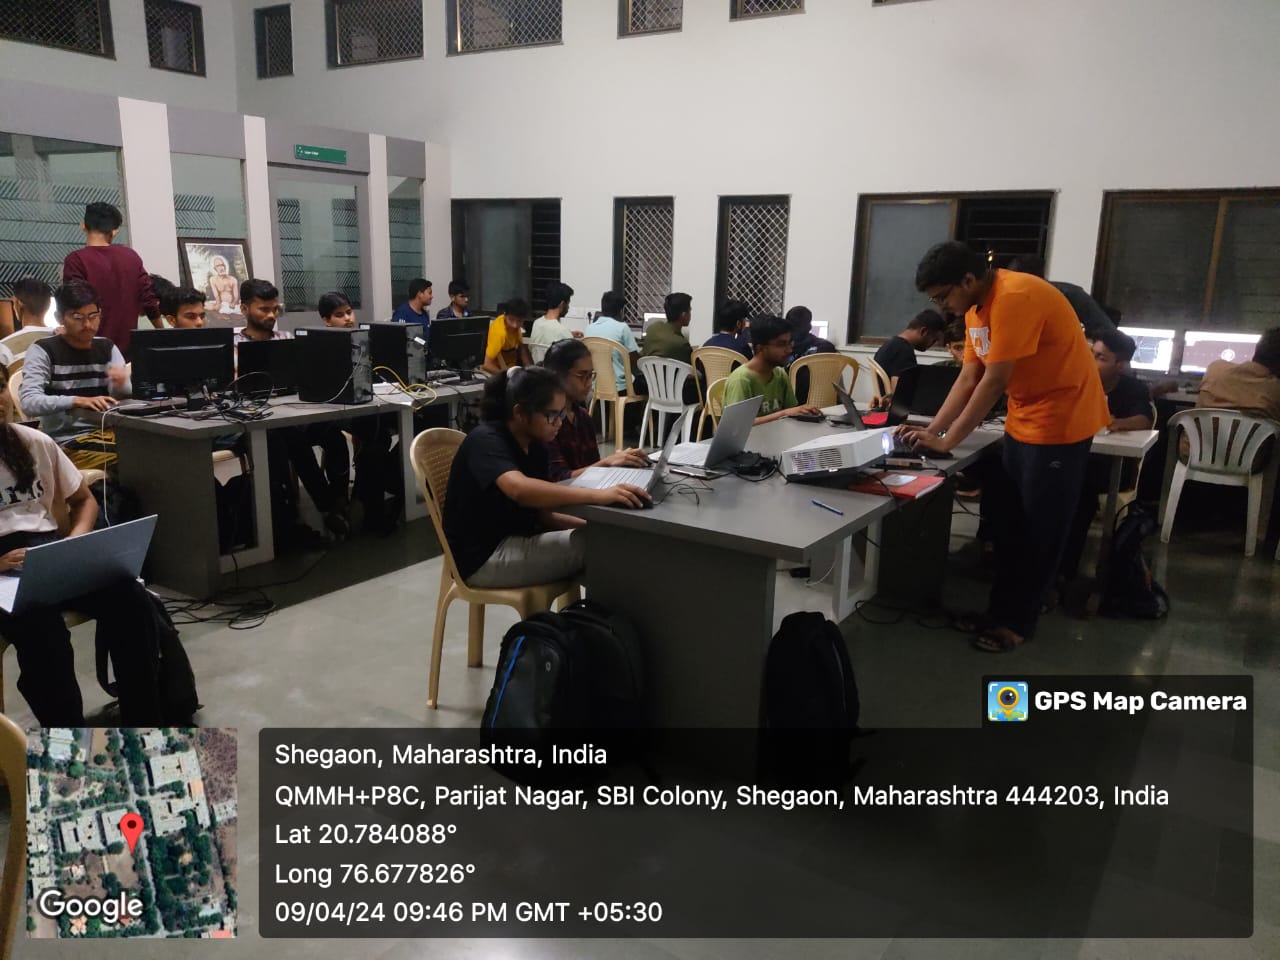 GPS Map Camera
Shegaon, Maharashtra, India
QMMH+P8C, Parijat Nagar, SBI Colony, Shegaon, Maharashtra 444203, India
Lat 20.784088°
Long 76.677826°
09/04/24 09:46 PM GMT +05:30
Google